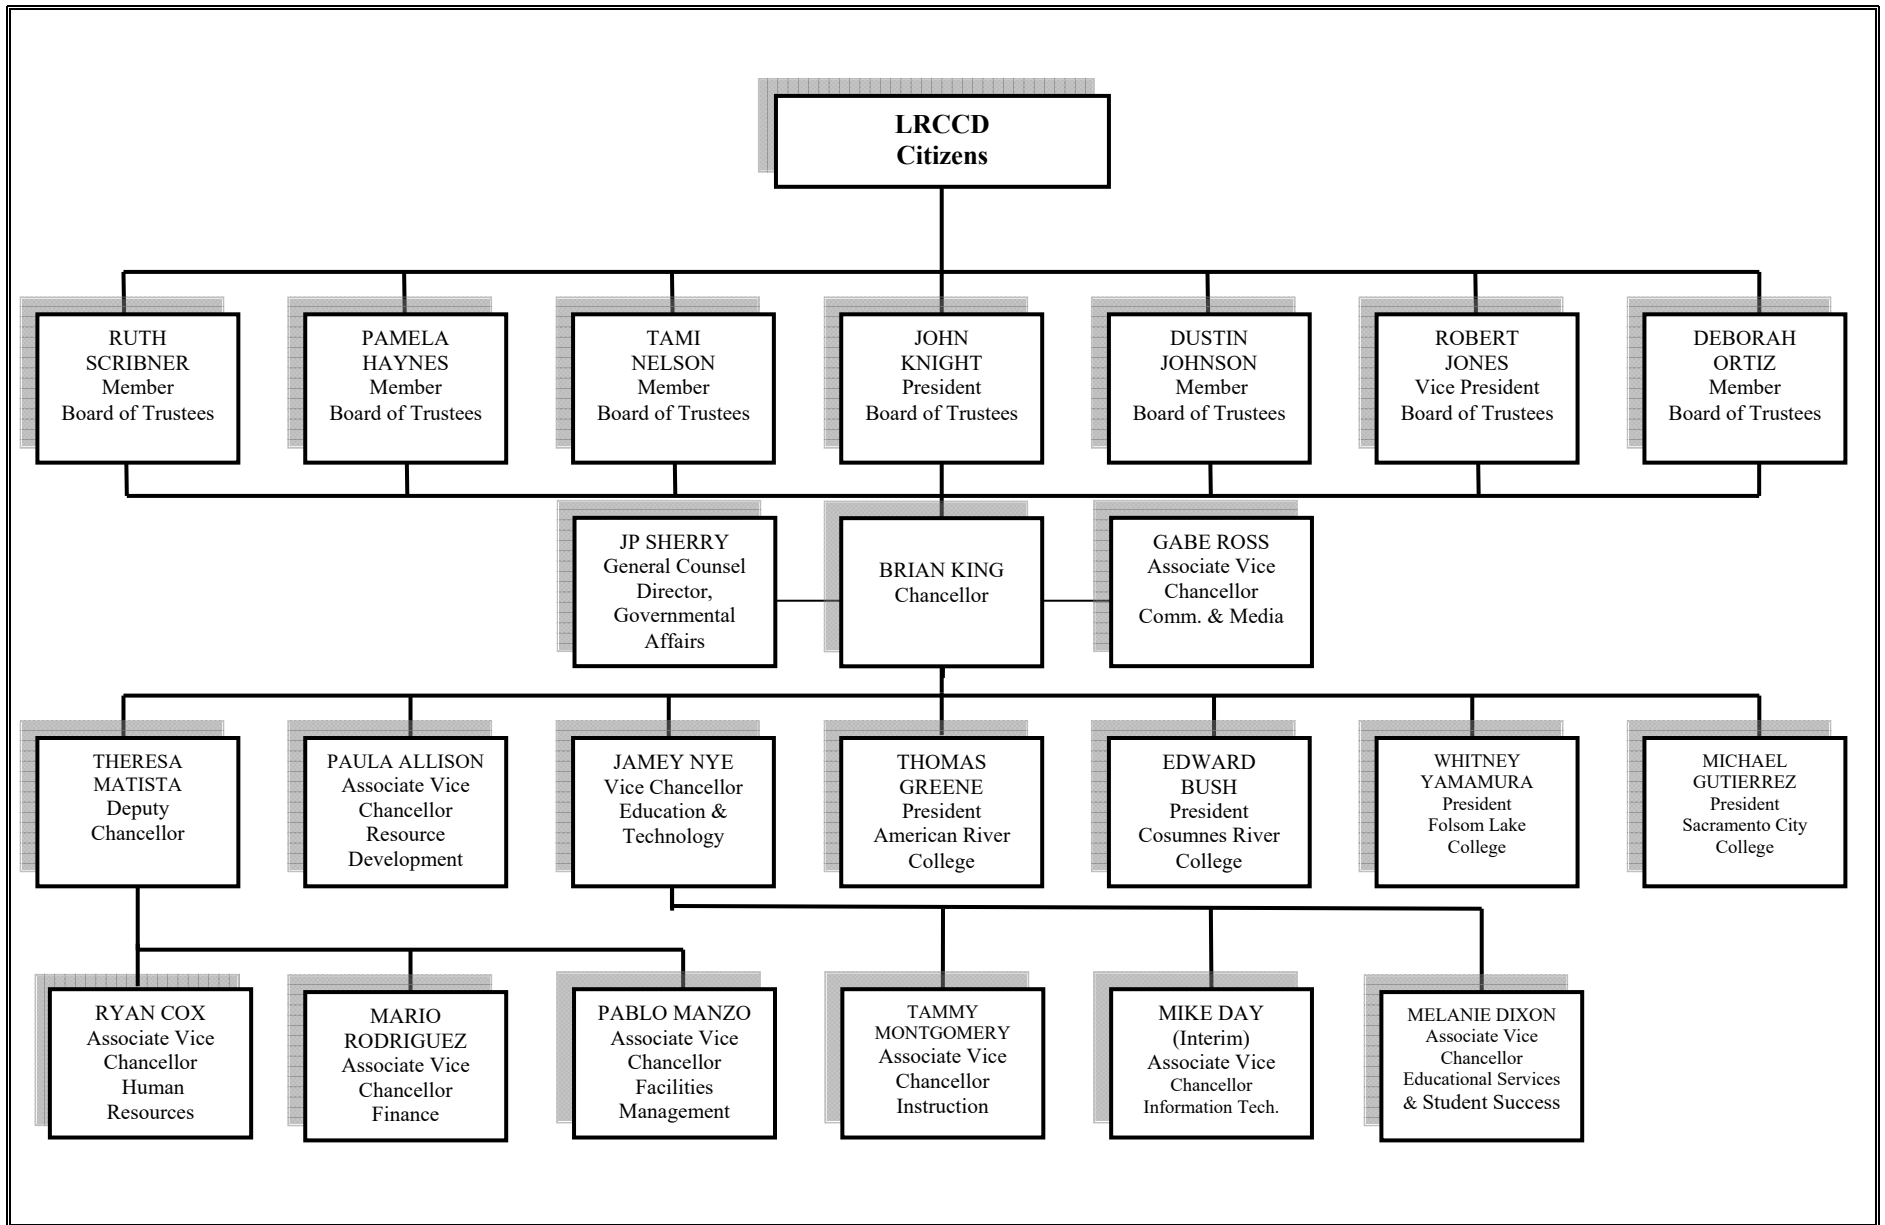 LRCCD
Citizens
RUTH
SCRIBNER
Member
Board of Trustees
PAMELA
HAYNES
Member
Board of Trustees
TAMI
NELSON
Member
Board of Trustees
JOHN
KNIGHT
President
Board of Trustees
DUSTIN
JOHNSON
Member
Board of Trustees
ROBERT
JONES
Vice President
Board of Trustees
DEBORAH
ORTIZ
Member
Board of Trustees
JP SHERRY
General Counsel
Director,
Governmental
Affairs
BRIAN KING
Chancellor
GABE ROSS
Associate Vice
Chancellor
Comm. & Media
THERESA
MATISTA
Deputy
Chancellor
PAULA ALLISON
Associate Vice
Chancellor
Resource
Development
JAMEY NYE
Vice Chancellor
Education &
Technology
THOMAS
GREENE
President
American River
College
EDWARD
BUSH
President
Cosumnes River
College
WHITNEY
YAMAMURA
President
Folsom Lake
College
MICHAEL
GUTIERREZ
President
Sacramento City
College
RYAN COX
Associate Vice
Chancellor
Human
Resources
MARIO
RODRIGUEZ
Associate Vice
Chancellor
Finance
PABLO MANZO
Associate Vice
Chancellor
Facilities
Management
TAMMY
MONTGOMERY
Associate Vice
Chancellor
Instruction
MIKE DAY
(Interim)
Associate Vice
Chancellor
Information Tech.
MELANIE DIXON
Associate Vice
Chancellor
Educational Services
& Student Success